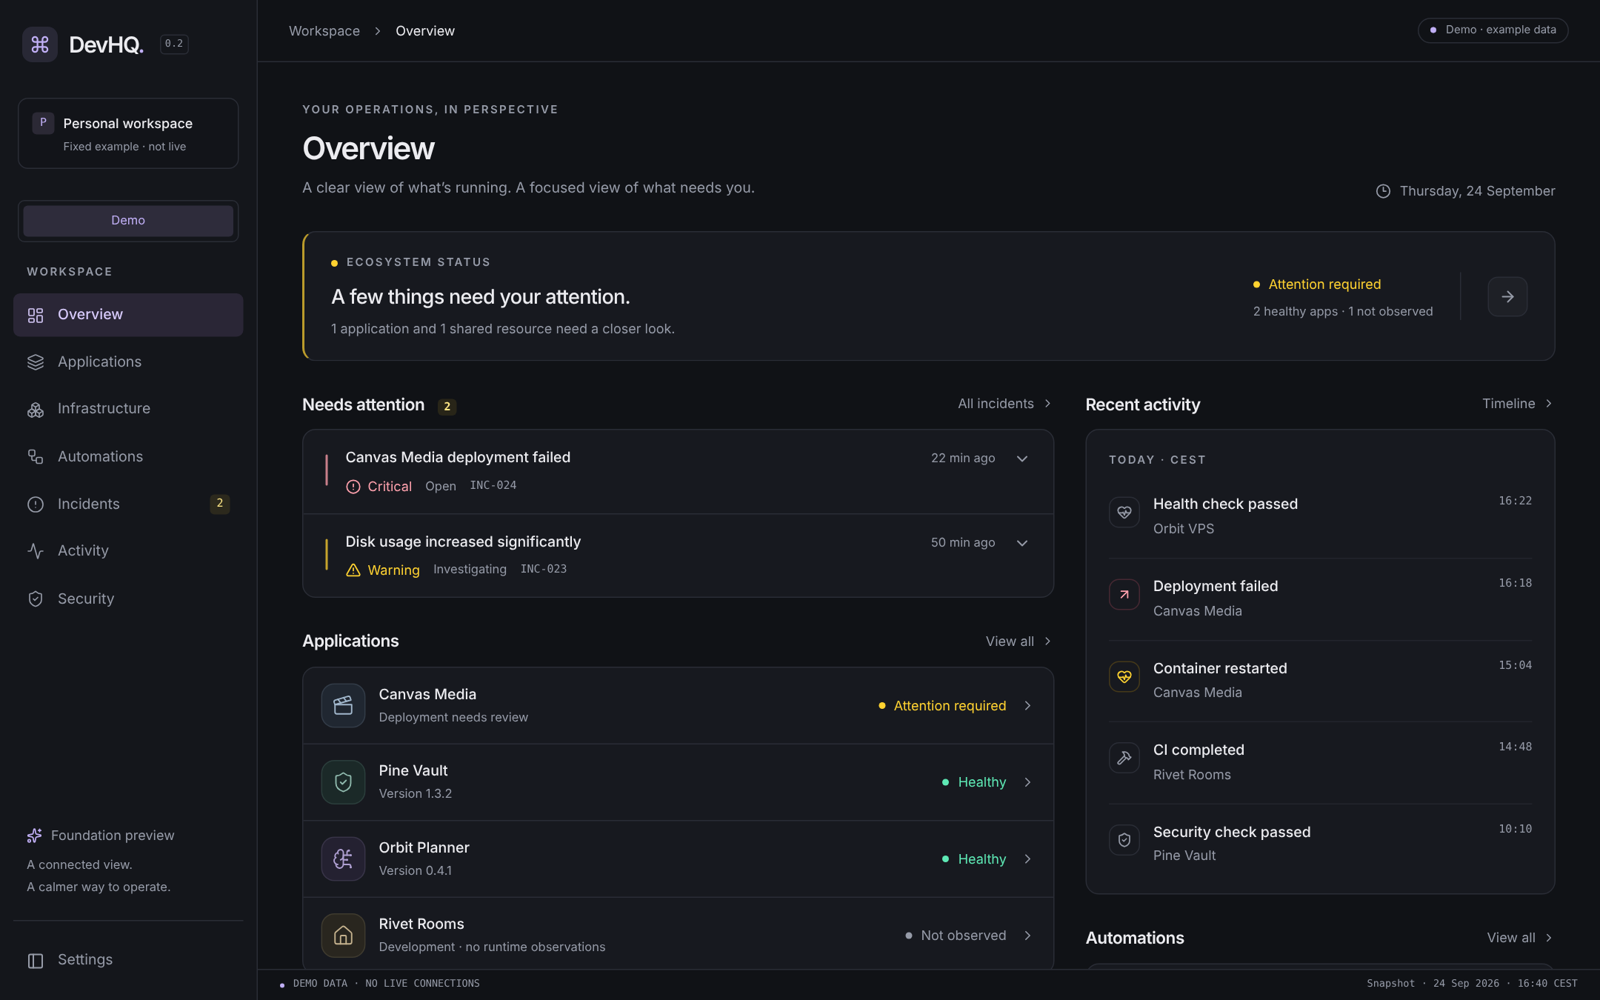 DevHQ.
0.2
P
Personal workspace
Fixed example · not live
Demo
WORKSPACE
Overview
Applications
Infrastructure
Automations
Incidents
2
Activity
Security
Foundation preview
A connected view.
A calmer way to operate.
Settings
Workspace
Overview
Demo · example data
YOUR OPERATIONS, IN PERSPECTIVE
Overview
A clear view of what's running. A focused view of what needs you.
Thursday, 24 September
ECOSYSTEM STATUS
A few things need your attention.
1 application and 1 shared resource need a closer look.
Attention required
2 healthy apps · 1 not observed
Needs attention
2
All incidents
Canvas Media deployment failed
22 min ago
Critical
Open
INC-024
Disk usage increased significantly
50 min ago
Warning
Investigating
INC-023
Applications
View all
Canvas Media
Deployment needs review
Attention required
Pine Vault
Version 1.3.2
Healthy
Orbit Planner
Version 0.4.1
Healthy
Rivet Rooms
Development · no runtime observations
Not observed
Recent activity
Timeline
TODAY · CEST
Health check passed
16:22
Orbit VPS
Deployment failed
16:18
Canvas Media
Container restarted
15:04
Canvas Media
CI completed
14:48
Rivet Rooms
Security check passed
10:10
Pine Vault
Automations
View all
DEMO DATA · NO LIVE CONNECTIONS
Snapshot · 24 Sep 2026 · 16:40 CEST